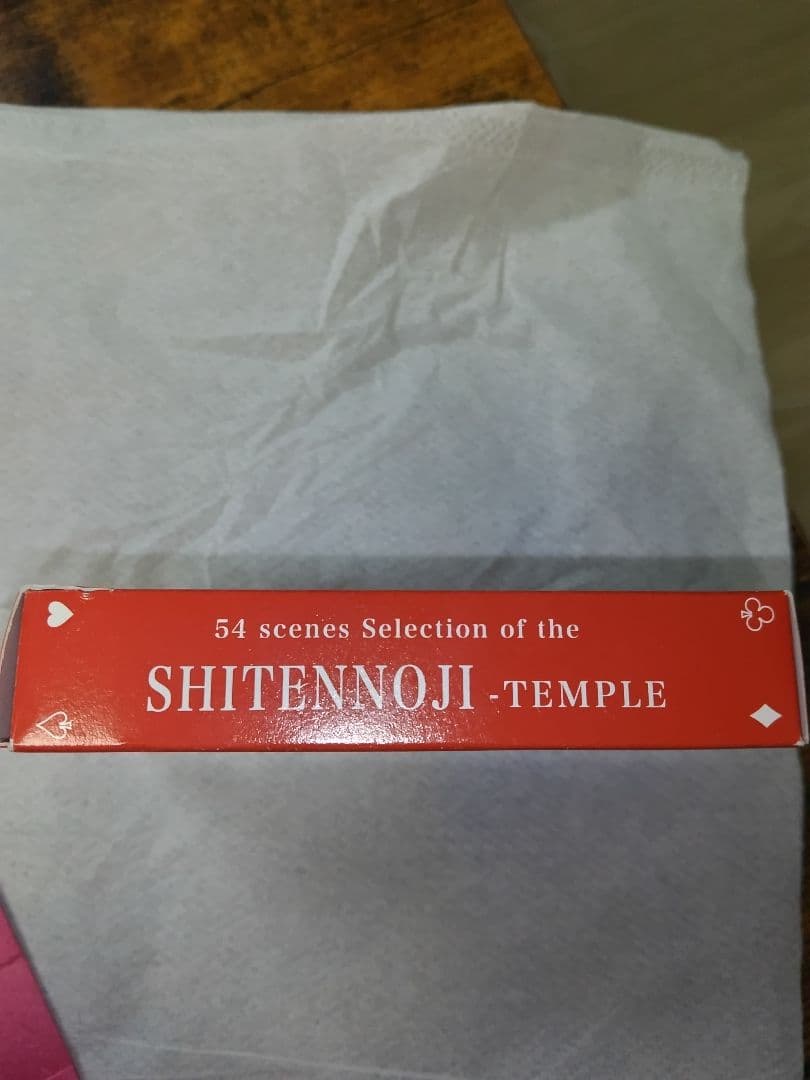 54 scenes Selection of the
SHITENNOJI -TEMPLE